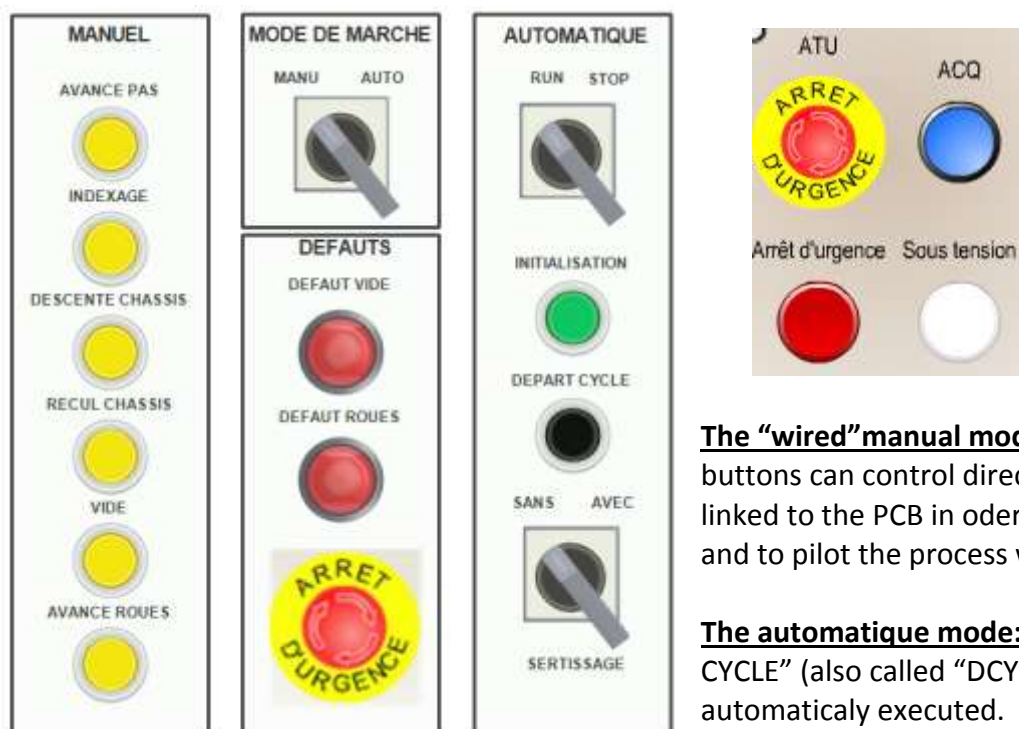 MANUEL
AVANCE PAS
INDEXAGE
DESCENTE CHASSIS
RECUL CHASSIS
VIDE
AVANCE ROUES
MODE DE MARCHE
MANU AUTO
DEFAUTS
DEFAUT VIDE
DEFAUT ROUES
ARRET
D'URGENCE
AUTOMATIQUE
RUN STOP
INITIALISATION
DEPART CYCLE
SANS AVEC
SERTISSAGE
ATU
ACQ
ARRET
D'URGENCE
Arrêt d'urgence Sous tension
The “wired”manual
buttons can control
linked to the PCB in oder
and to pilot the process
The automatique mode:
CYCLE” (also called “DCY
automaticaly executed.